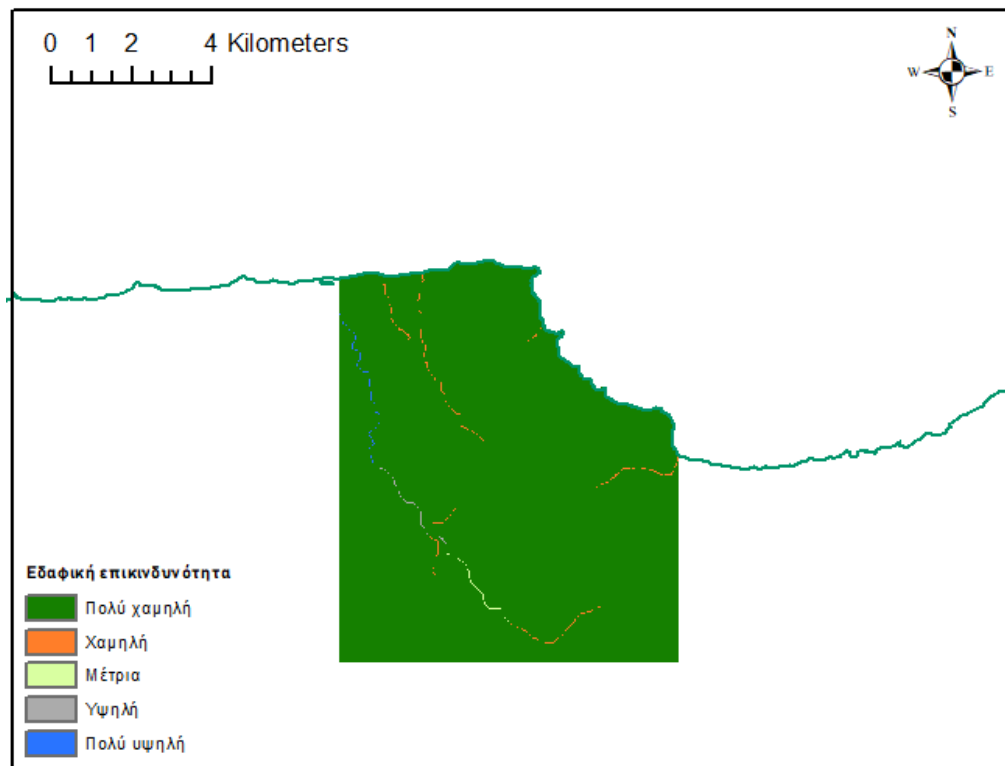 0 1 2 4 Kilometers
N
W E
S
Εδαφική επικινδυνότητα
Πολύ χαμηλή
Χαμηλή
Μέτρια
Υψηλή
Πολύ υψηλή